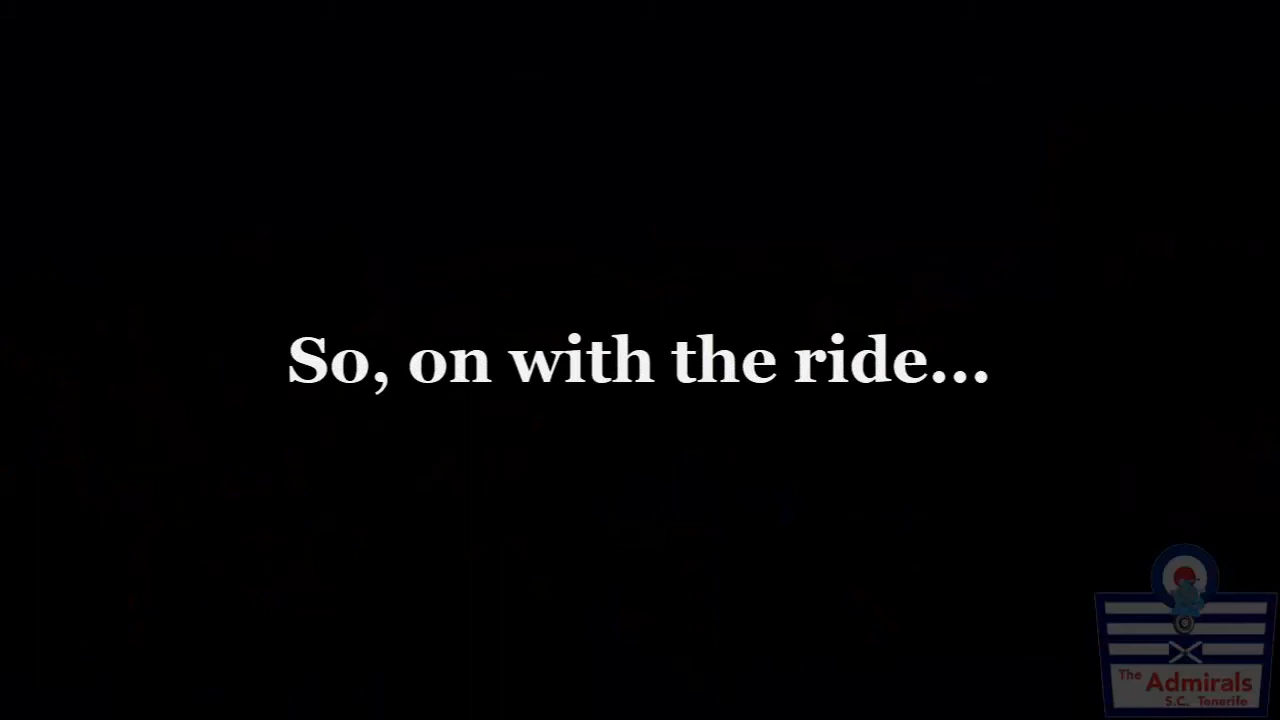 So, on with the ride...
The
Admirals
S.C. Tenerife